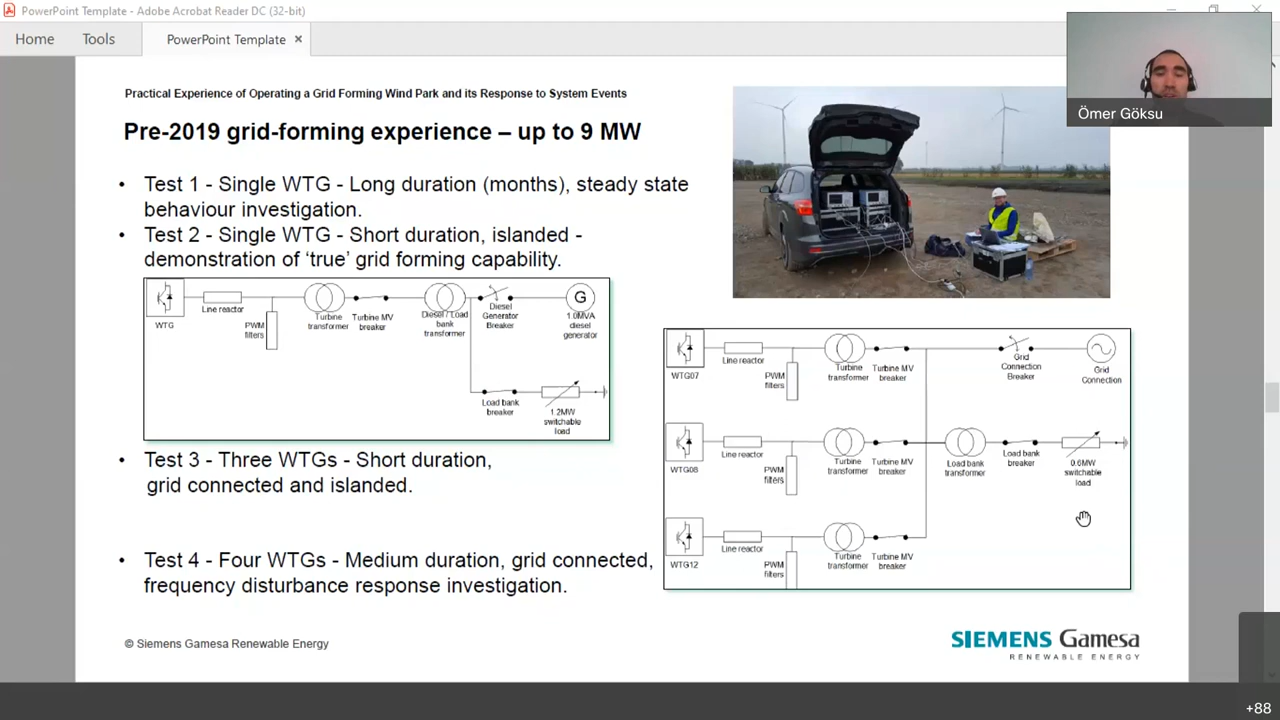 PowerPoint Template - Adobe Acrobat Reader DC (32-bit)
Home
Tools
PowerPoint Template
Ömer Göksu
Practical Experience of Operating a Grid Forming Wind Park and its Response to System Events
Pre-2019 grid-forming experience – up to 9 MW
• Test 1 - Single WTG - Long duration (months), steady state
behaviour investigation.
• Test 2 - Single WTG - Short duration, islanded -
demonstration of ‘true’ grid forming capability.
WTG
Line reactor
PWM
filters
Turbine
transformer
Turbine MV
breaker
Diesel / Load
bank
transformer
Diesel
Generator
Breaker
G
1.0MVA
diesel
generator
Load bank
breaker
1.2MW
switchable
load
• Test 3 - Three WTGs - Short duration,
grid connected and islanded.
• Test 4 - Four WTGs - Medium duration, grid connected,
frequency disturbance response investigation.
WTG07
Line reactor
PWM
filters
Turbine
transformer
Turbine MV
breaker
Grid
Connection
Breaker
Grid
Connection
WTG08
Line reactor
PWM
filters
Turbine
transformer
Turbine MV
breaker
Load bank
transformer
Load bank
breaker
0.6MW
switchable
load
WTG12
Line reactor
PWM
filters
Turbine
transformer
Turbine MV
breaker
© Siemens Gamesa Renewable Energy
SIEMENS Gamesa
RENEWABLE ENERGY
+88